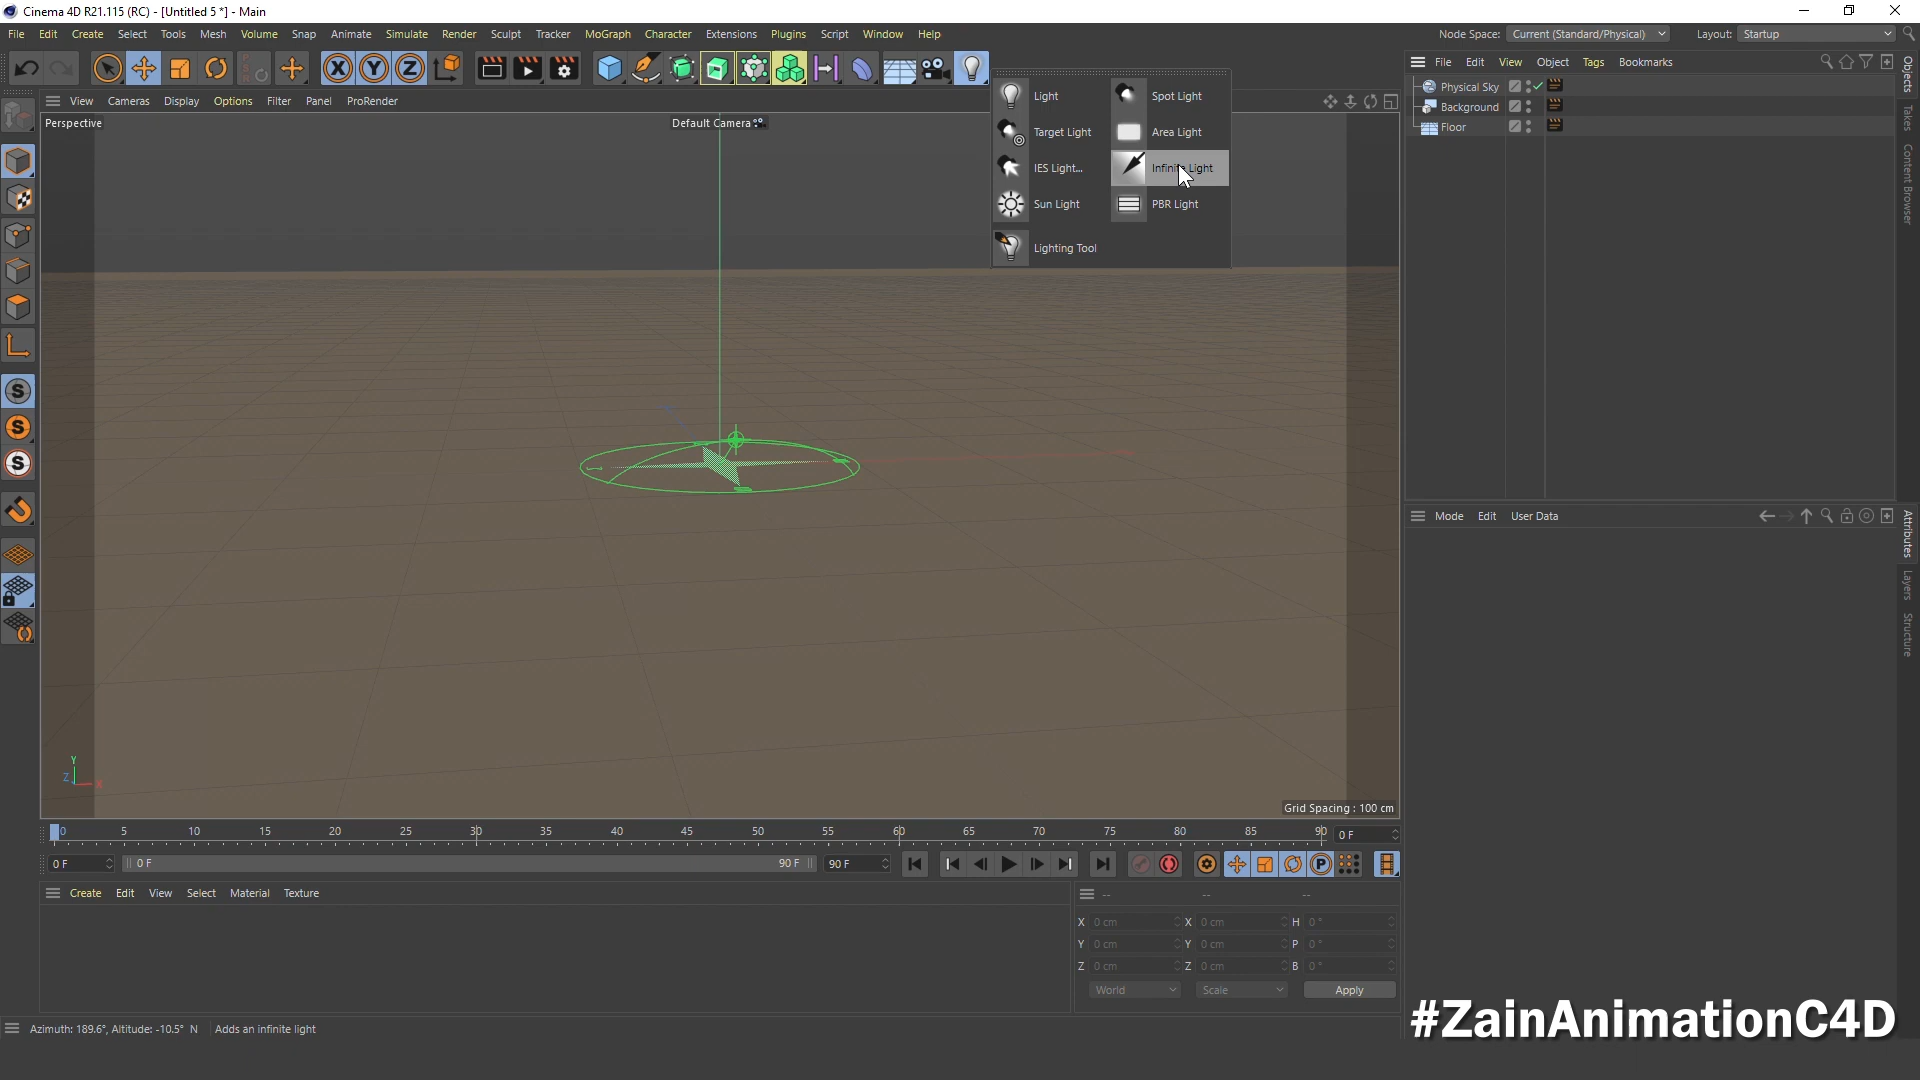 Cinema 4D R21.115 (RC) - [Untitled 5 *] - Main
File Edit Create Select Tools Mesh Volume Snap Animate Simulate Render Sculpt Tracker MoGraph Character Extensions Plugins Script Window Help
Node Space: Current (Standard/Physical) Layout: Startup
View Cameras Display Options Filter Panel ProRender
Perspective
Default Camera
Light Spot Light
Target Light Area Light
IES Light... Infinite Light
Sun Light PBR Light
Lighting Tool
File Edit View Object Tags Bookmarks
Physical Sky
Background
Floor
Objects
Takes
Content Browser
Mode Edit User Data
Attributes
Layers
Structure
Y
Z X
Grid Spacing : 100 cm
0 5 10 15 20 25 30 35 40 45 50 55 60 65 70 75 80 85 90 0 F
0 F 0 F 90 F 90 F
Create Edit View Select Material Texture
-- -- --
X 0 cm X 0 cm H 0 °
Y 0 cm Y 0 cm P 0 °
Z 0 cm Z 0 cm B 0 °
World Scale Apply
Azimuth: 189.6°, Altitude: -10.5° N Adds an infinite light
#ZainAnimationC4D